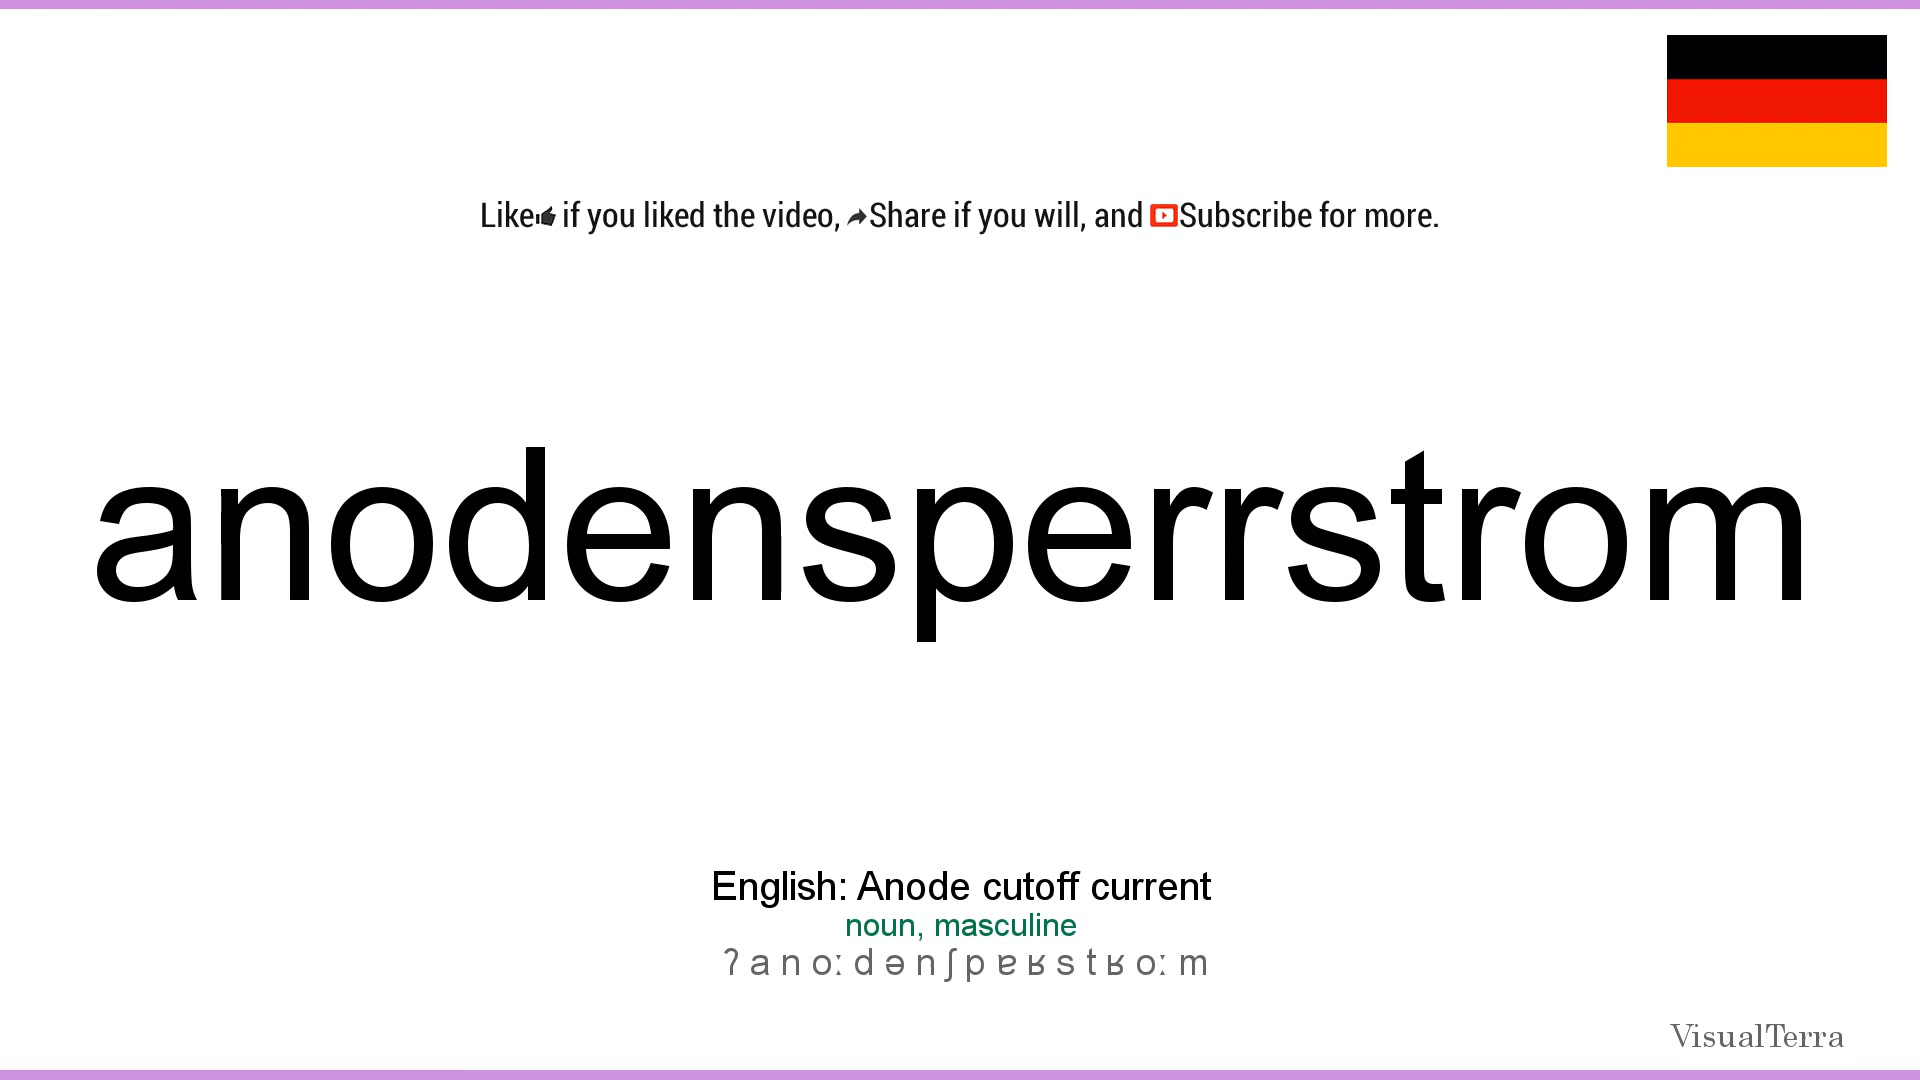 Like if you liked the video, Share if you will, and Subscribe for more.
anodensperrstrom
English: Anode cutoff current
noun, masculine
ʔ a n oː d ə n ʃ p ɐ ʁ s t ʁ oː m
VisualTerra